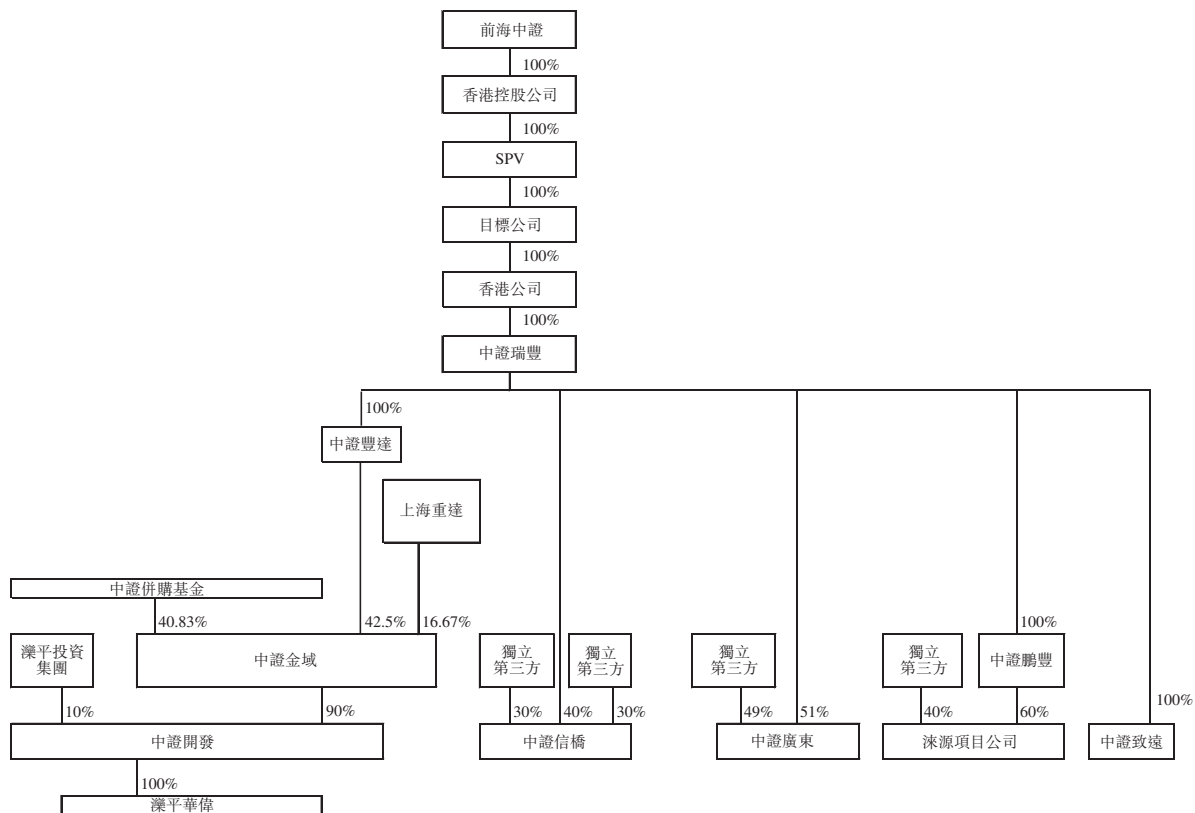 前海中證
100%
香港控股公司
100%
SPV
100%
目標公司
100%
香港公司
100%
中證瑞豐
100%
中證豐達
上海重達
中證併購基金
40.83%
42.5%
16.67%
100%
灤平投資
集團
中證金域
獨立
第三方
獨立
第三方
獨立
第三方
獨立
第三方
中證鵬豐
10%
90%
30%
40%
30%
49%
51%
40%
60%
100%
中證開發
中證信橋
中證廣東
淶源項目公司
中證致遠
100%
灤平華偉